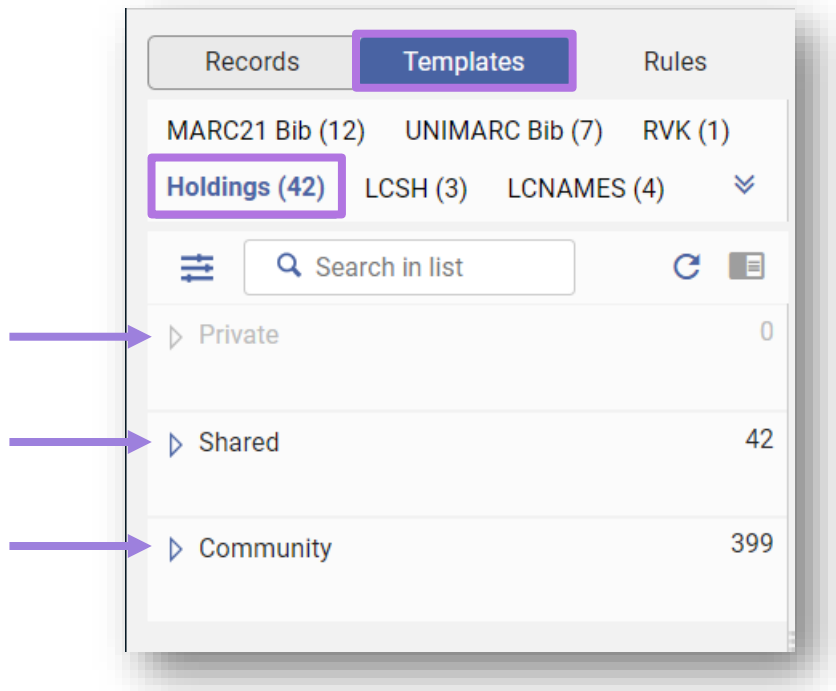 Records Templates Rules
MARC21 Bib (12) UNIMARC Bib (7) RVK (1)
Holdings (42) LCSH (3) LCNAMES (4)
Search in list
Private 0
Shared 42
Community 399